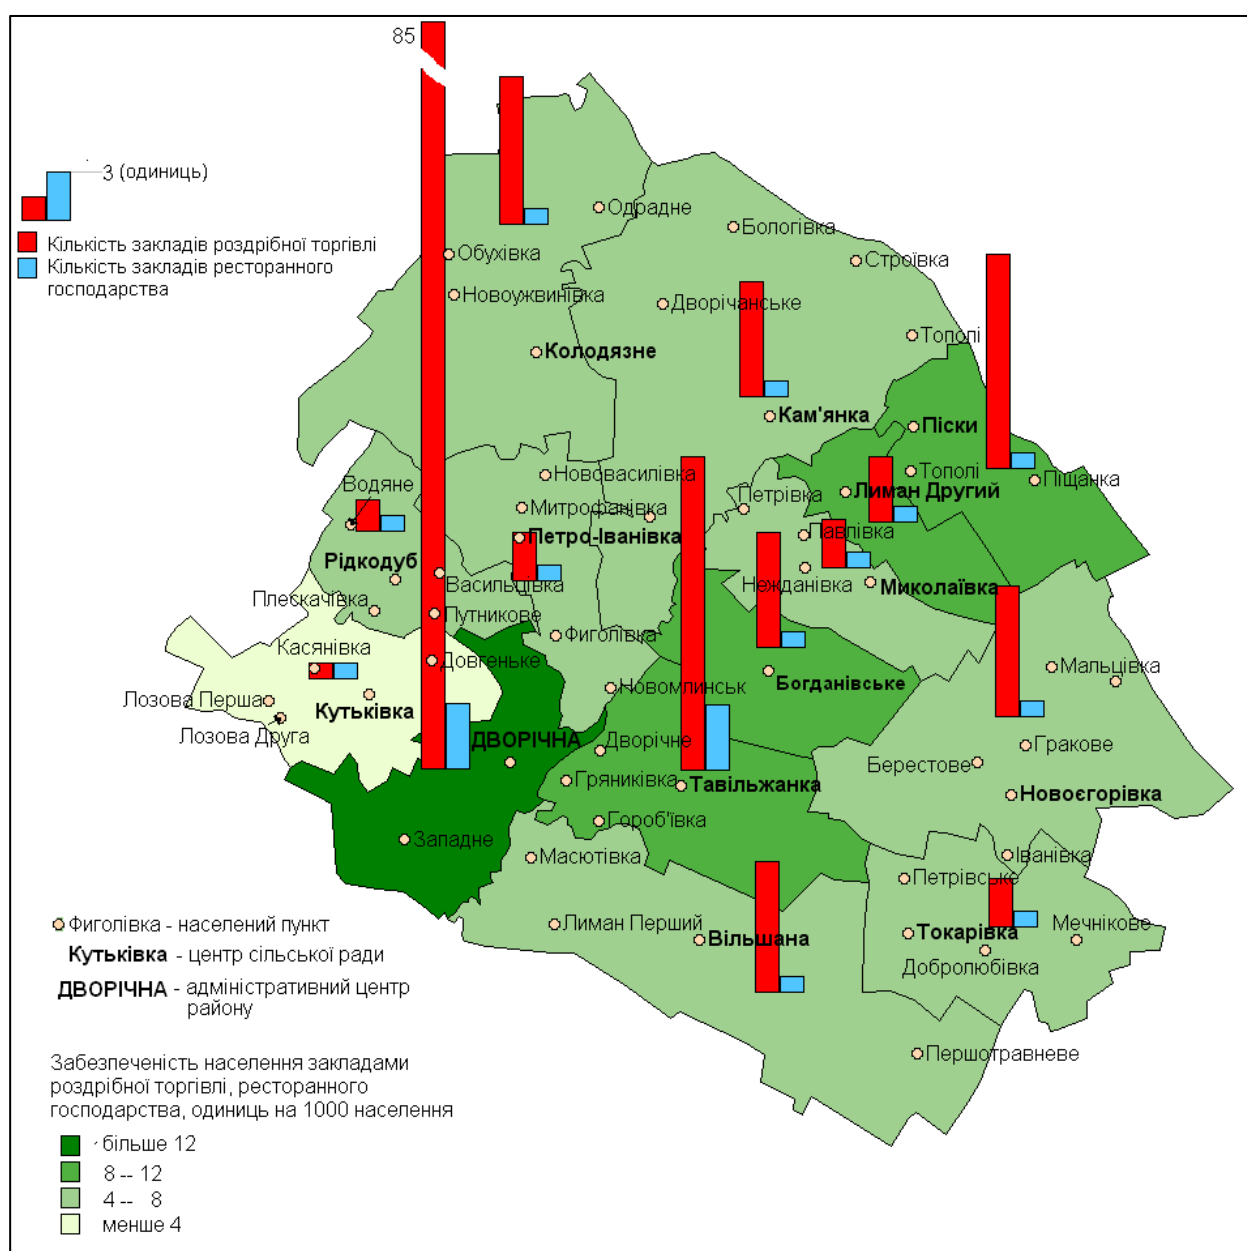 85
3 (одиниць)
Кількість закладів роздрібної торгівлі
Кількість закладів ресторанного
господарства
Одрадне
Бологівка
Обухівка
Строївка
Новоужвинівка
Дворічанське
Тополі
Колодязне
Кам'янка
Піски
Нововасилівка
Тополі
Піщанка
Водяне
Петрівка
Лиман Другий
Митрофанівка
Петро-Іванівка
Павлівка
Рідкодуб
Васильцівка
Нежданівка
Миколаївка
Плескачівка
Путникове
Фиголівка
Касянівка
Довгеньке
Мальцівка
Лозова Перша
Кутьківка
Новомлинськ
Богданівське
Лозова Друга
ДВОРІЧНА
Дворічне
Гракове
Берестове
Гряниківка
Тавільжанка
Новоєгорівка
Гороб'ївка
Западне
Масютівка
Іванівка
Петрівське
Лиман Перший
Вільшана
Токарівка
Мечнікове
Добролюбівка
Першотравневе
Фиголівка - населений пункт
Кутьківка - центр сільської ради
ДВОРІЧНА - адміністративний центр
району
Забезпеченість населення закладами
роздрібної торгівлі, ресторанного
господарства, одиниць на 1000 населення
більше 12
8 -- 12
4 -- 8
менше 4